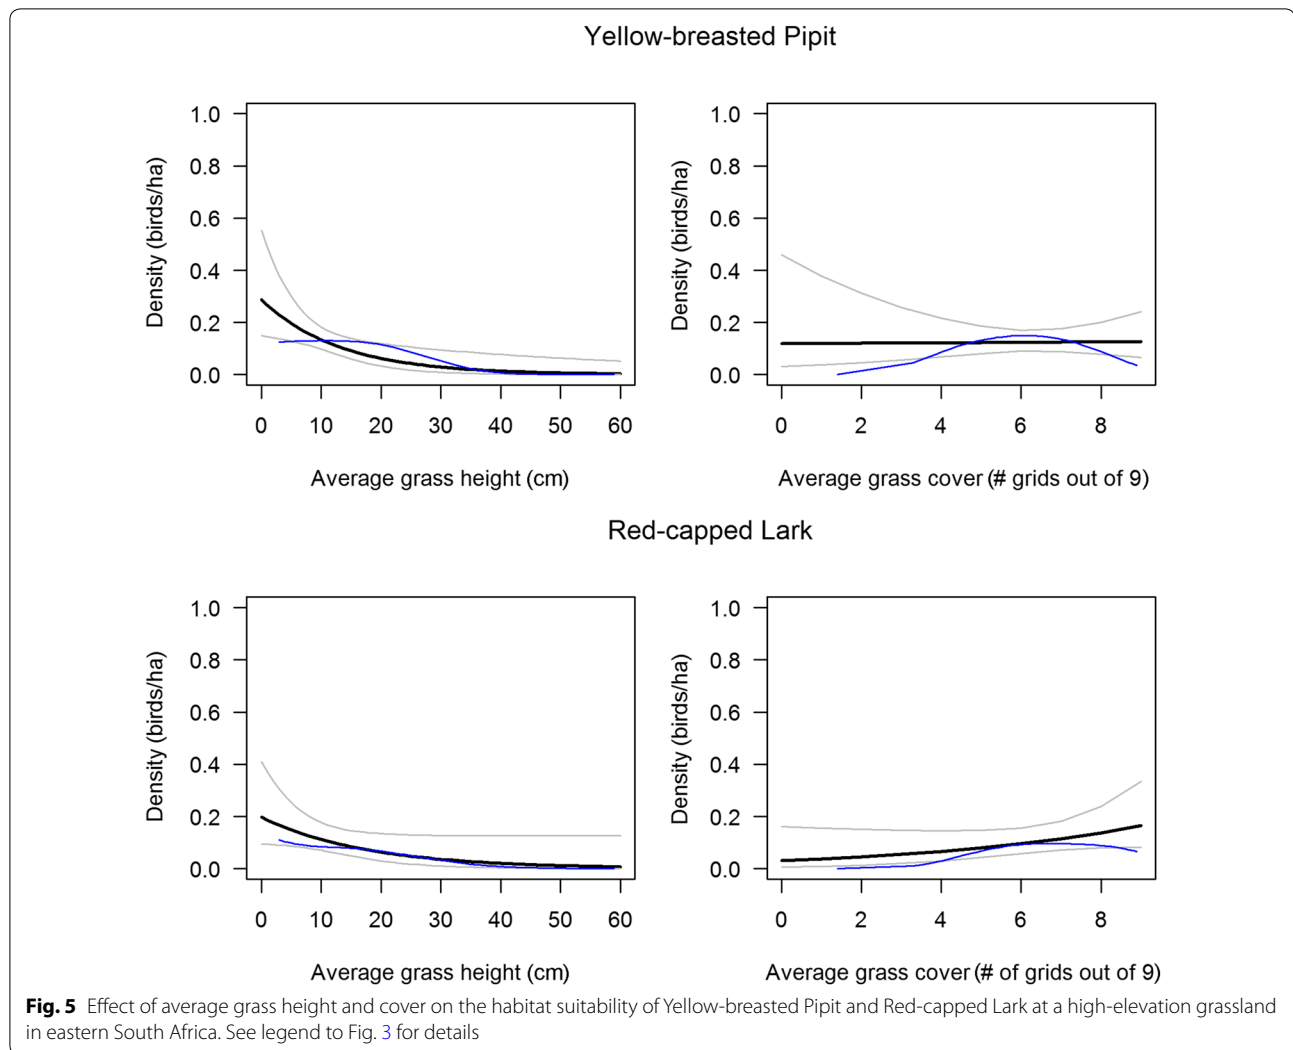 Yellow-breasted Pipit
1.0
0.8
0.6
0.4
0.2
0.0
Density (birds/ha)
0 10 20 30 40 50 60
Average grass height (cm)
1.0
0.8
0.6
0.4
0.2
0.0
Density (birds/ha)
0 2 4 6 8
Average grass cover (# grids out of 9)
Red-capped Lark
1.0
0.8
0.6
0.4
0.2
0.0
Density (birds/ha)
0 10 20 30 40 50 60
Average grass height (cm)
1.0
0.8
0.6
0.4
0.2
0.0
Density (birds/ha)
0 2 4 6 8
Average grass cover (# of grids out of 9)
Fig. 5 Effect of average grass height and cover on the habitat suitability of Yellow-breasted Pipit and Red-capped Lark at a high-elevation grassland
in eastern South Africa. See legend to Fig. 3 for details